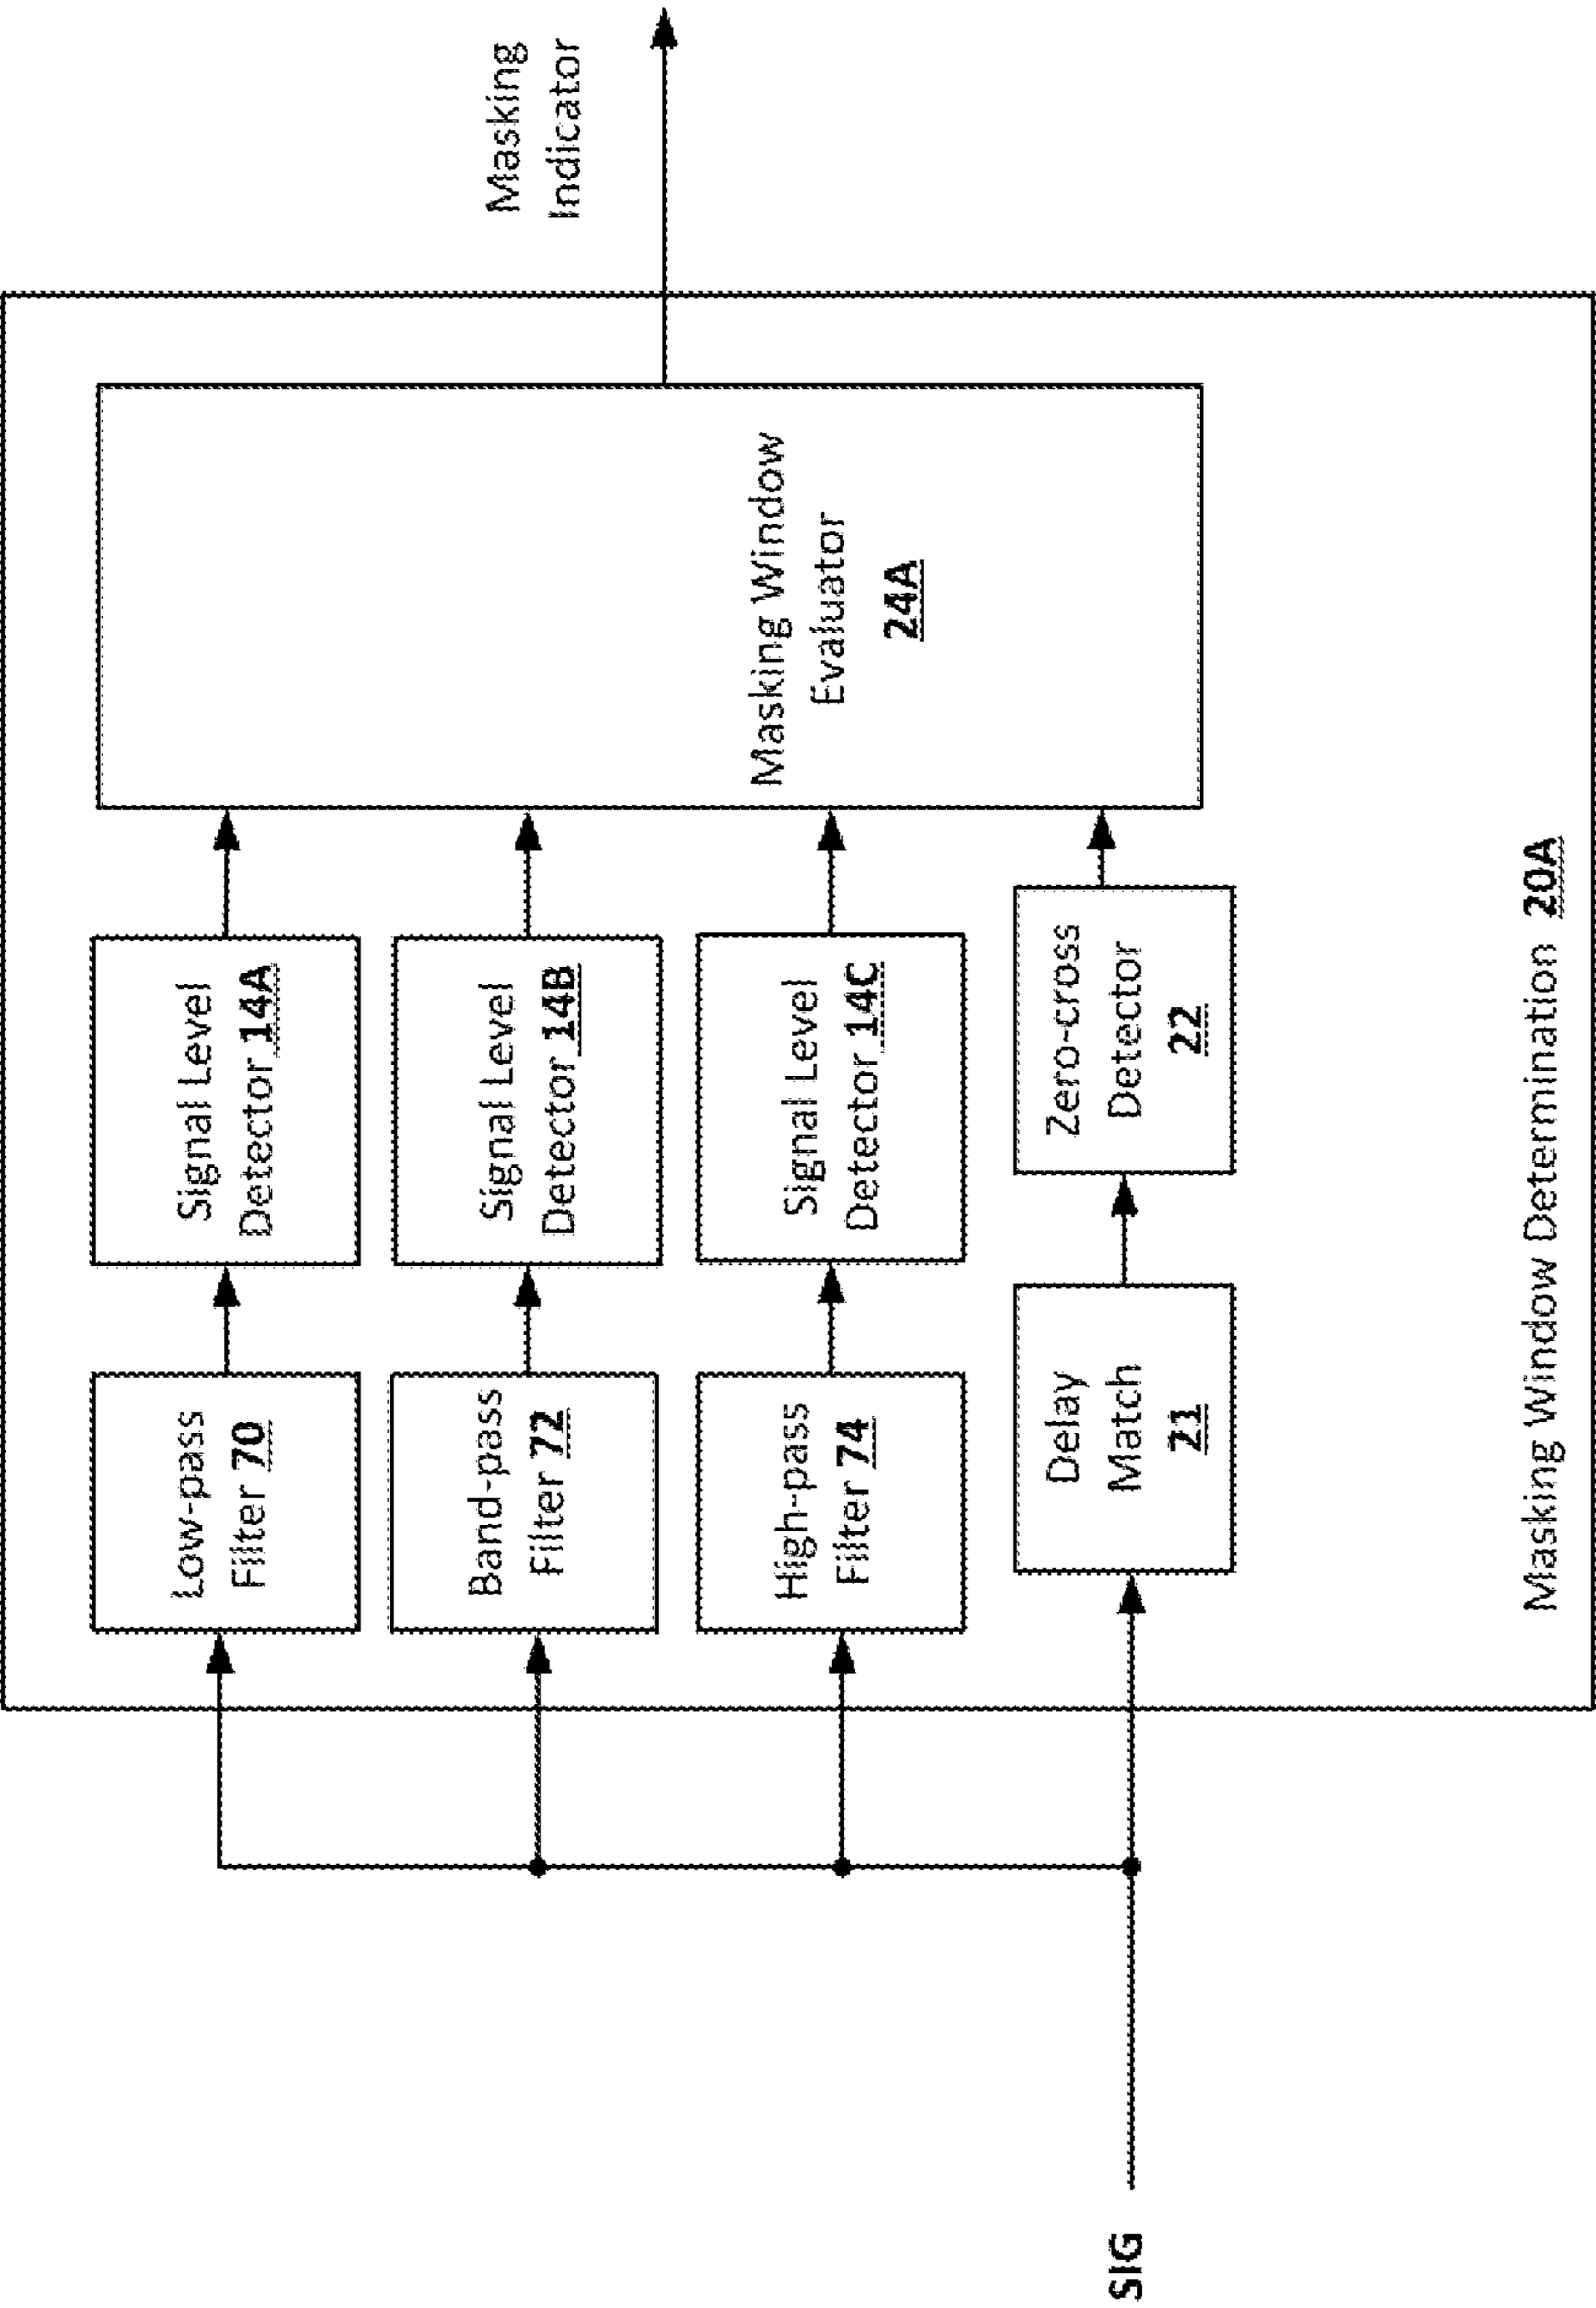 SIG
Low-pass
Filter 70
Signal Level
Detector 14A
Band-pass
Filter 72
Signal Level
Detector 14B
High-pass
Filter 74
Signal Level
Detector 14C
Delay
Match
21
Zero-cross
Detector
22
Masking Window
Evaluator
24A
Masking
Indicator
Masking Window Determination 20A